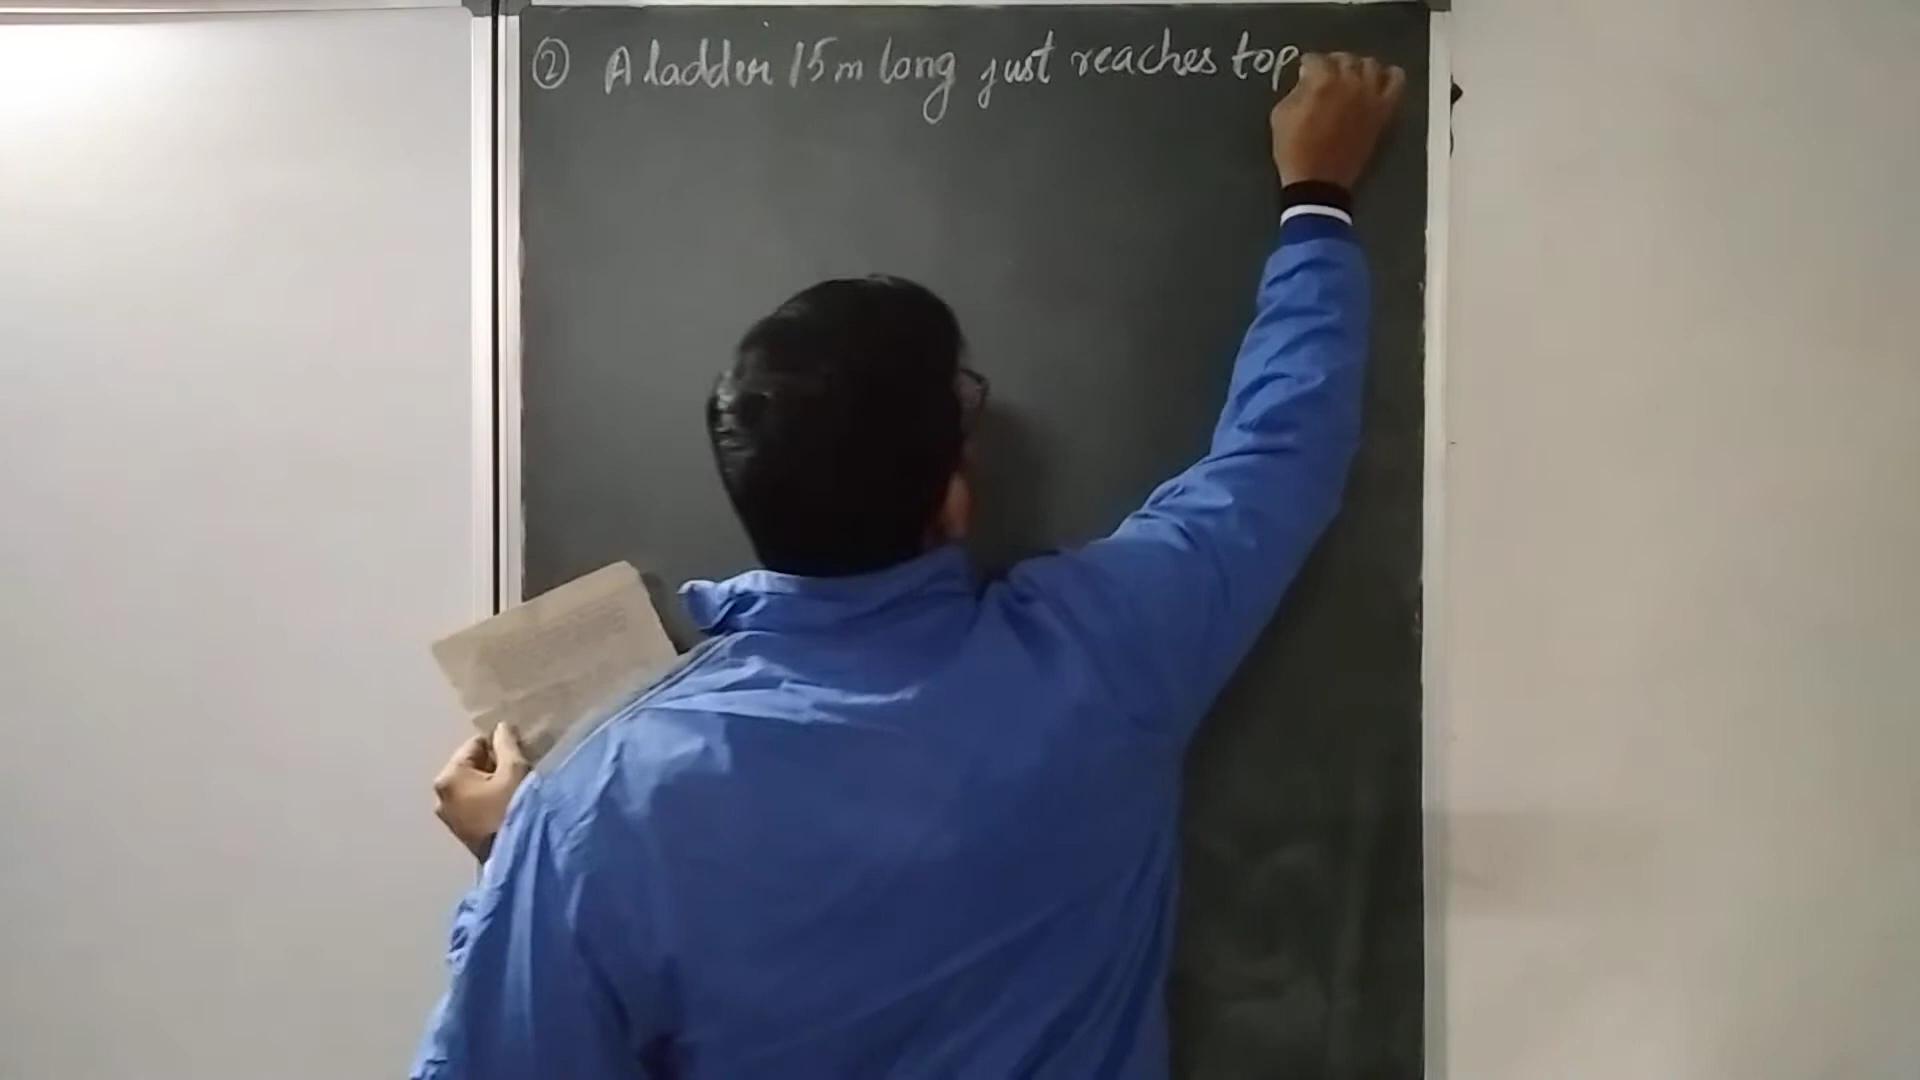 ② A ladder 15 m long just reaches top